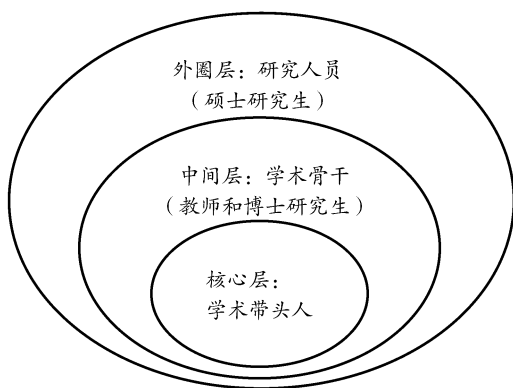 外圈层：研究人员
（硕士研究生）
中间层：学术骨干
（教师和博士研究生）
核心层：
学术带头人